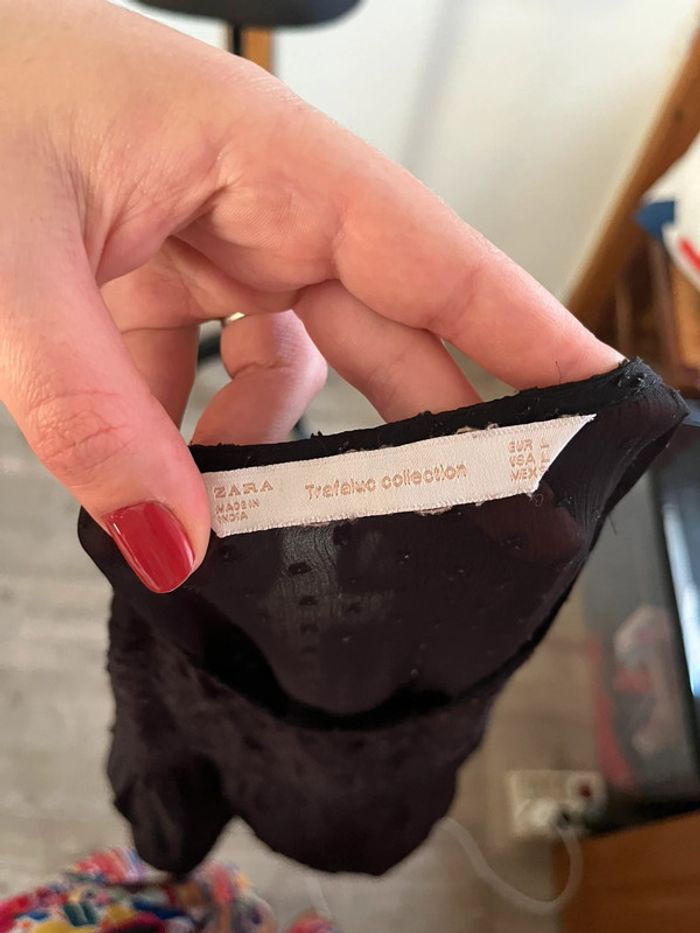 ZARA
MADE IN
INDIA
Trafaluc collection
EUR L
USA L
MEX